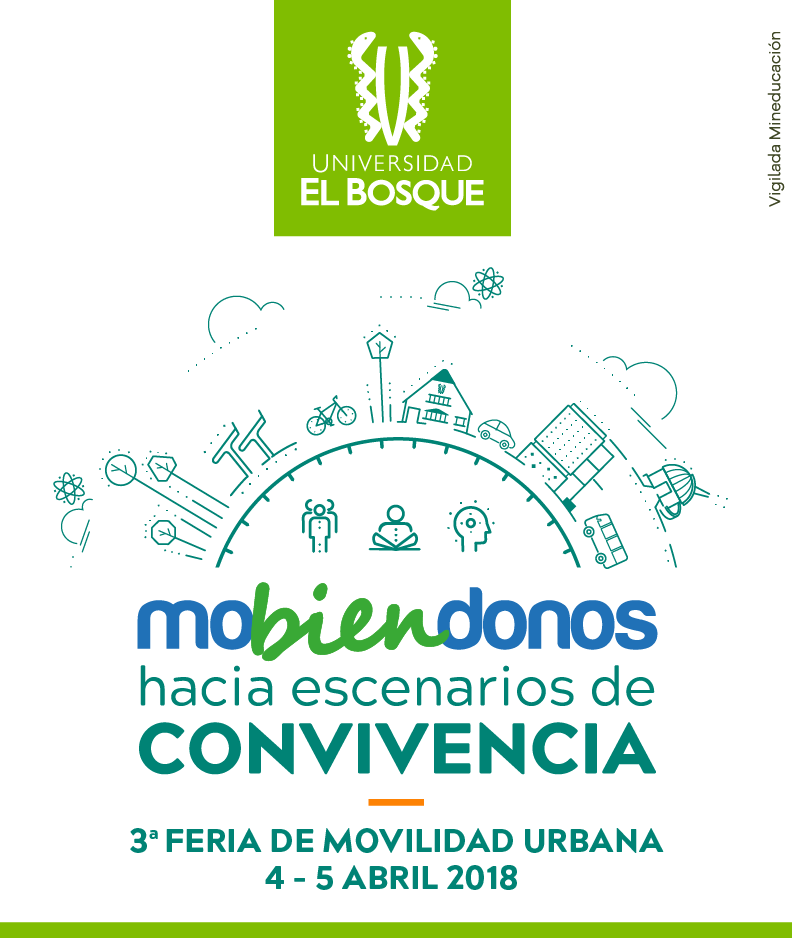 UNIVERSIDAD
EL BOSQUE
Vigilada Mineducación
mobiendonos
hacia escenarios de
CONVIVENCIA
3ª FERIA DE MOVILIDAD URBANA
4 - 5 ABRIL 2018